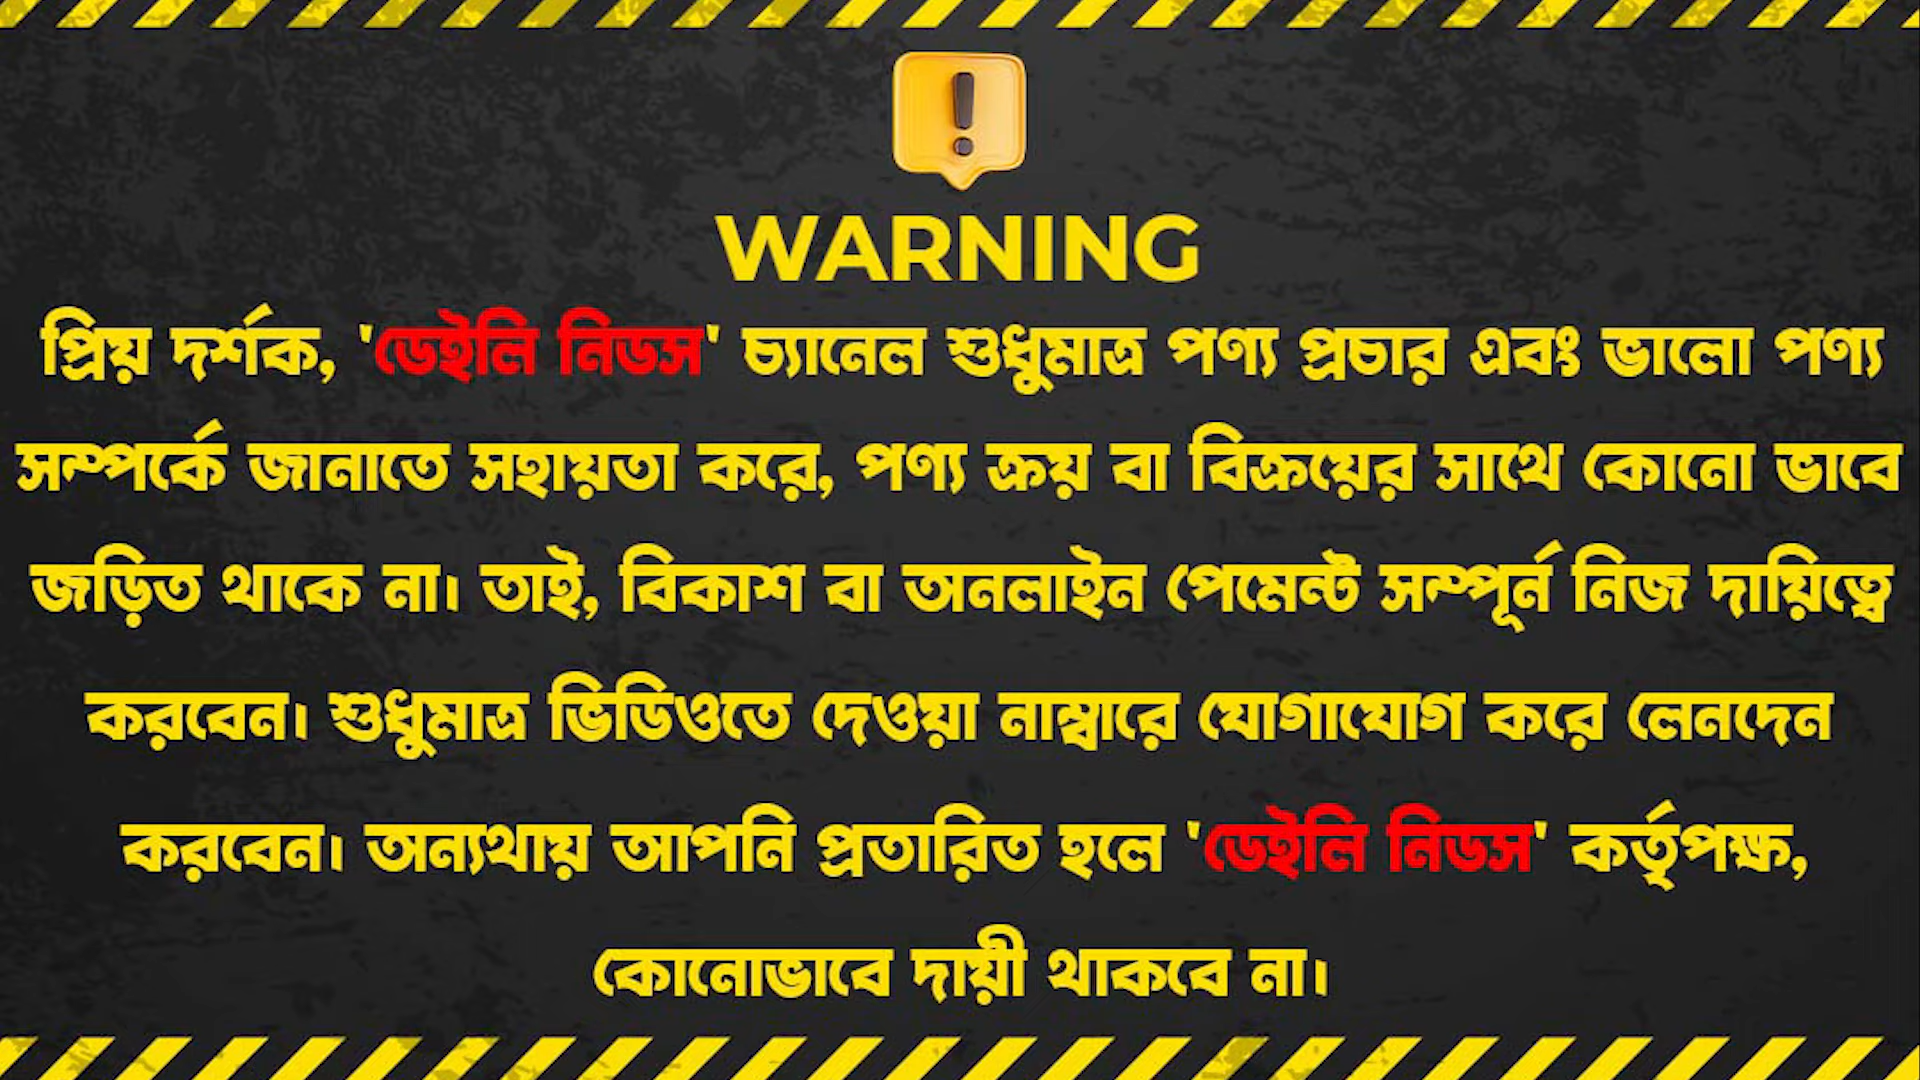 WARNING
প্রিয় দর্শক, 'ডেইলি নিডস' চ্যানেল শুধুমাত্র পণ্য প্রচার এবং ভালো পণ্য
সম্পর্কে জানাতে সহায়তা করে, পণ্য ক্রয় বা বিক্রয়ের সাথে কোনো ভাবে
জড়িত থাকে না। তাই, বিকাশ বা অনলাইন পেমেন্ট সম্পূর্ন নিজ দায়িত্বে
করবেন। শুধুমাত্র ভিডিওতে দেওয়া নাম্বারে যোগাযোগ করে লেনদেন
করবেন। অন্যথায় আপনি প্রতারিত হলে 'ডেইলি নিডস' কর্তৃপক্ষ,
কোনোভাবে দায়ী থাকবে না।